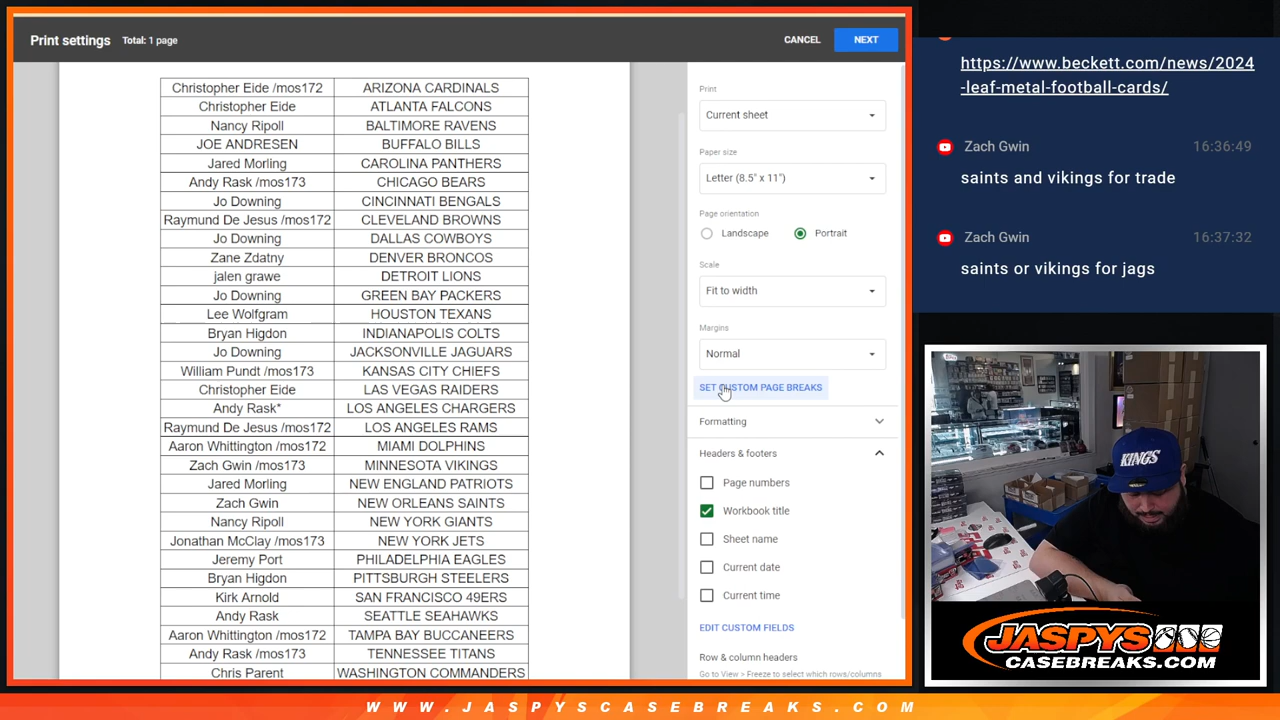 Print settings Total: 1 page CANCEL NEXT
Christopher Eide /mos172 ARIZONA CARDINALS
Christopher Eide ATLANTA FALCONS
Nancy Ripoll BALTIMORE RAVENS
JOE ANDRESEN BUFFALO BILLS
Jared Morling CAROLINA PANTHERS
Andy Rask /mos173 CHICAGO BEARS
Jo Downing CINCINNATI BENGALS
Raymund De Jesus /mos172 CLEVELAND BROWNS
Jo Downing DALLAS COWBOYS
Zane Zdatny DENVER BRONCOS
jalen grawe DETROIT LIONS
Jo Downing GREEN BAY PACKERS
Lee Wolfgram HOUSTON TEXANS
Bryan Higdon INDIANAPOLIS COLTS
Jo Downing JACKSONVILLE JAGUARS
William Pundt /mos173 KANSAS CITY CHIEFS
Christopher Eide LAS VEGAS RAIDERS
Andy Rask* LOS ANGELES CHARGERS
Raymund De Jesus /mos172 LOS ANGELES RAMS
Aaron Whittington /mos172 MIAMI DOLPHINS
Zach Gwin /mos173 MINNESOTA VIKINGS
Jared Morling NEW ENGLAND PATRIOTS
Zach Gwin NEW ORLEANS SAINTS
Nancy Ripoll NEW YORK GIANTS
Jonathan McClay /mos173 NEW YORK JETS
Jeremy Port PHILADELPHIA EAGLES
Bryan Higdon PITTSBURGH STEELERS
Kirk Arnold SAN FRANCISCO 49ERS
Andy Rask SEATTLE SEAHAWKS
Aaron Whittington /mos172 TAMPA BAY BUCCANEERS
Andy Rask /mos173 TENNESSEE TITANS
Chris Parent WASHINGTON COMMANDERS
Print
Current sheet
Paper size
Letter (8.5" x 11")
Page orientation
Landscape Portrait
Scale
Fit to width
Margins
Normal
SET CUSTOM PAGE BREAKS
Formatting
Headers & footers
Page numbers
Workbook title
Sheet name
Current date
Current time
EDIT CUSTOM FIELDS
Row & column headers
Go to View > Freeze to select which rows/columns
https://www.beckett.com/news/2024
-leaf-metal-football-cards/
Zach Gwin 16:36:49
saints and vikings for trade
Zach Gwin 16:37:32
saints or vikings for jags
KINGS
JASPYS
CASEBREAKS.COM
WWW.JASPYSCASEBREAKS.COM